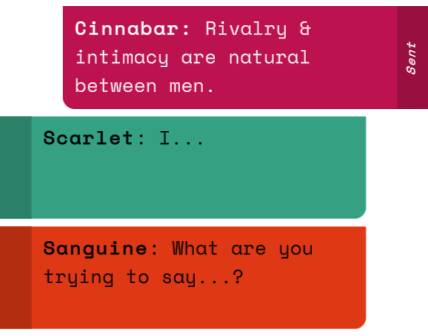 Cinnabar: Rivalry &
intimacy are natural
between men.
Sent
Scarlet: I...
Sanguine: What are you
trying to say...?